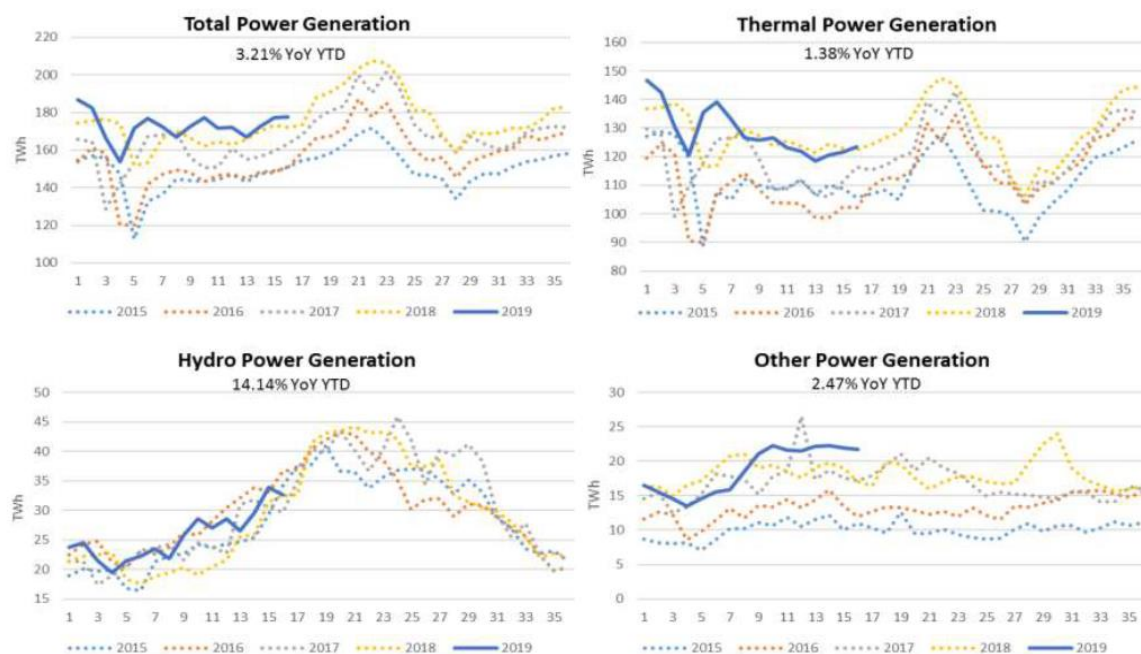 Total Power Generation
3.21% YoY YTD
220
200
180
160
140
120
100
TWh
1 3 5 7 9 11 13 15 17 19 21 23 25 27 29 31 33 35
2015 2016 2017 2018 2019
Thermal Power Generation
1.38% YoY YTD
160
150
140
130
120
110
100
90
80
TWh
1 3 5 7 9 11 13 15 17 19 21 23 25 27 29 31 33 35
2015 2016 2017 2018 2019
Hydro Power Generation
14.14% YoY YTD
50
45
40
35
30
25
20
15
TWh
1 3 5 7 9 11 13 15 17 19 21 23 25 27 29 31 33 35
2015 2016 2017 2018 2019
Other Power Generation
2.47% YoY YTD
30
25
20
15
10
5
0
TWh
1 3 5 7 9 11 13 15 17 19 21 23 25 27 29 31 33 35
2015 2016 2017 2018 2019